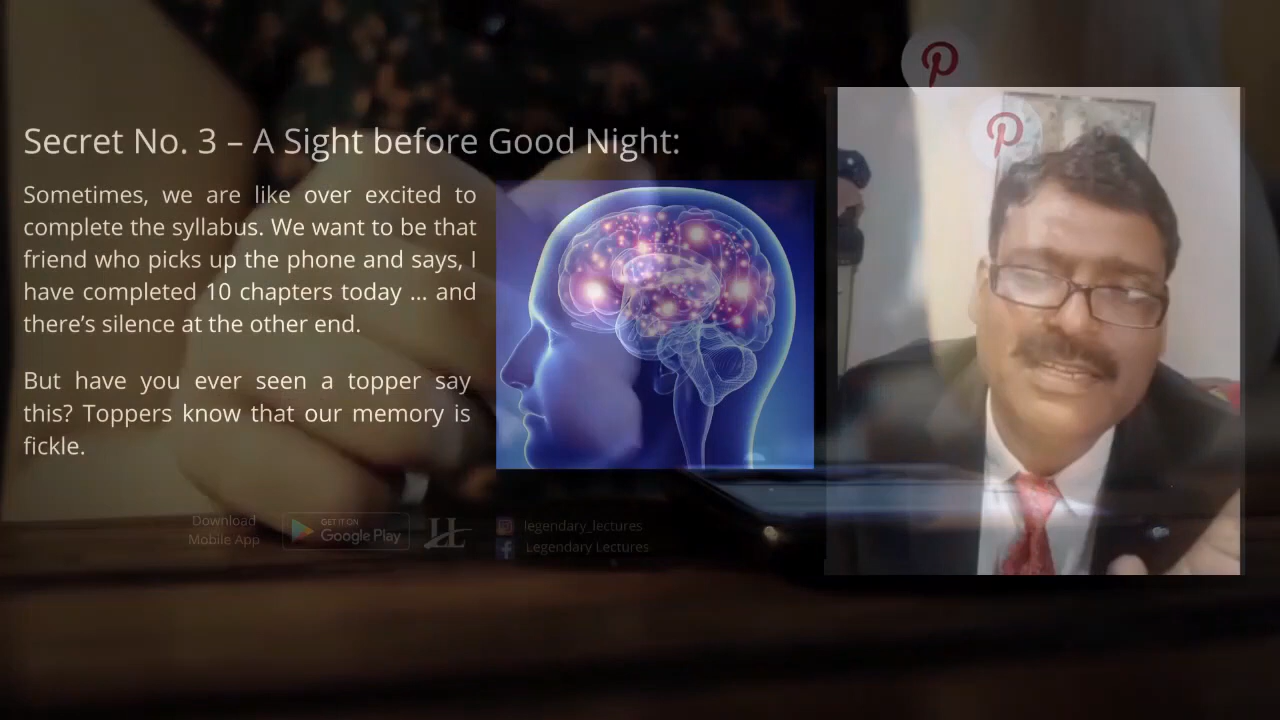 Secret No. 3 – A Sight before Good Night:
Sometimes, we are like over excited to
complete the syllabus. We want to be that
friend who picks up the phone and says, I
have completed 10 chapters today ... and
there’s silence at the other end.
But have you ever seen a topper say
this? Toppers know that our memory is
fickle.
Download
Mobile App
GET IT ON
Google Play
legendary_lectures
Legendary Lectures